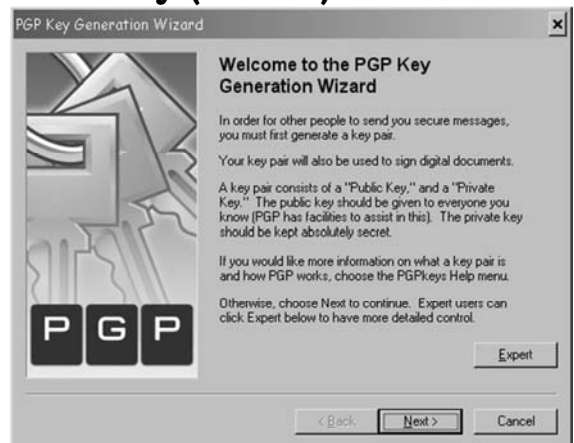 PGP Key Generation Wizard
Welcome to the PGP Key
Generation Wizard
In order for other people to send you secure messages,
you must first generate a key pair.
Your key pair will also be used to sign digital documents.
A key pair consists of a "Public Key," and a "Private
Key." The public key should be given to everyone you
know (PGP has facilities to assist in this). The private key
should be kept absolutely secret.
If you would like more information on what a key pair is
and how PGP works, choose the PGPkeys Help menu.
Otherwise, choose Next to continue. Expert users can
click Expert below to have more detailed control.
P G P
Expert
< Back
Next >
Cancel